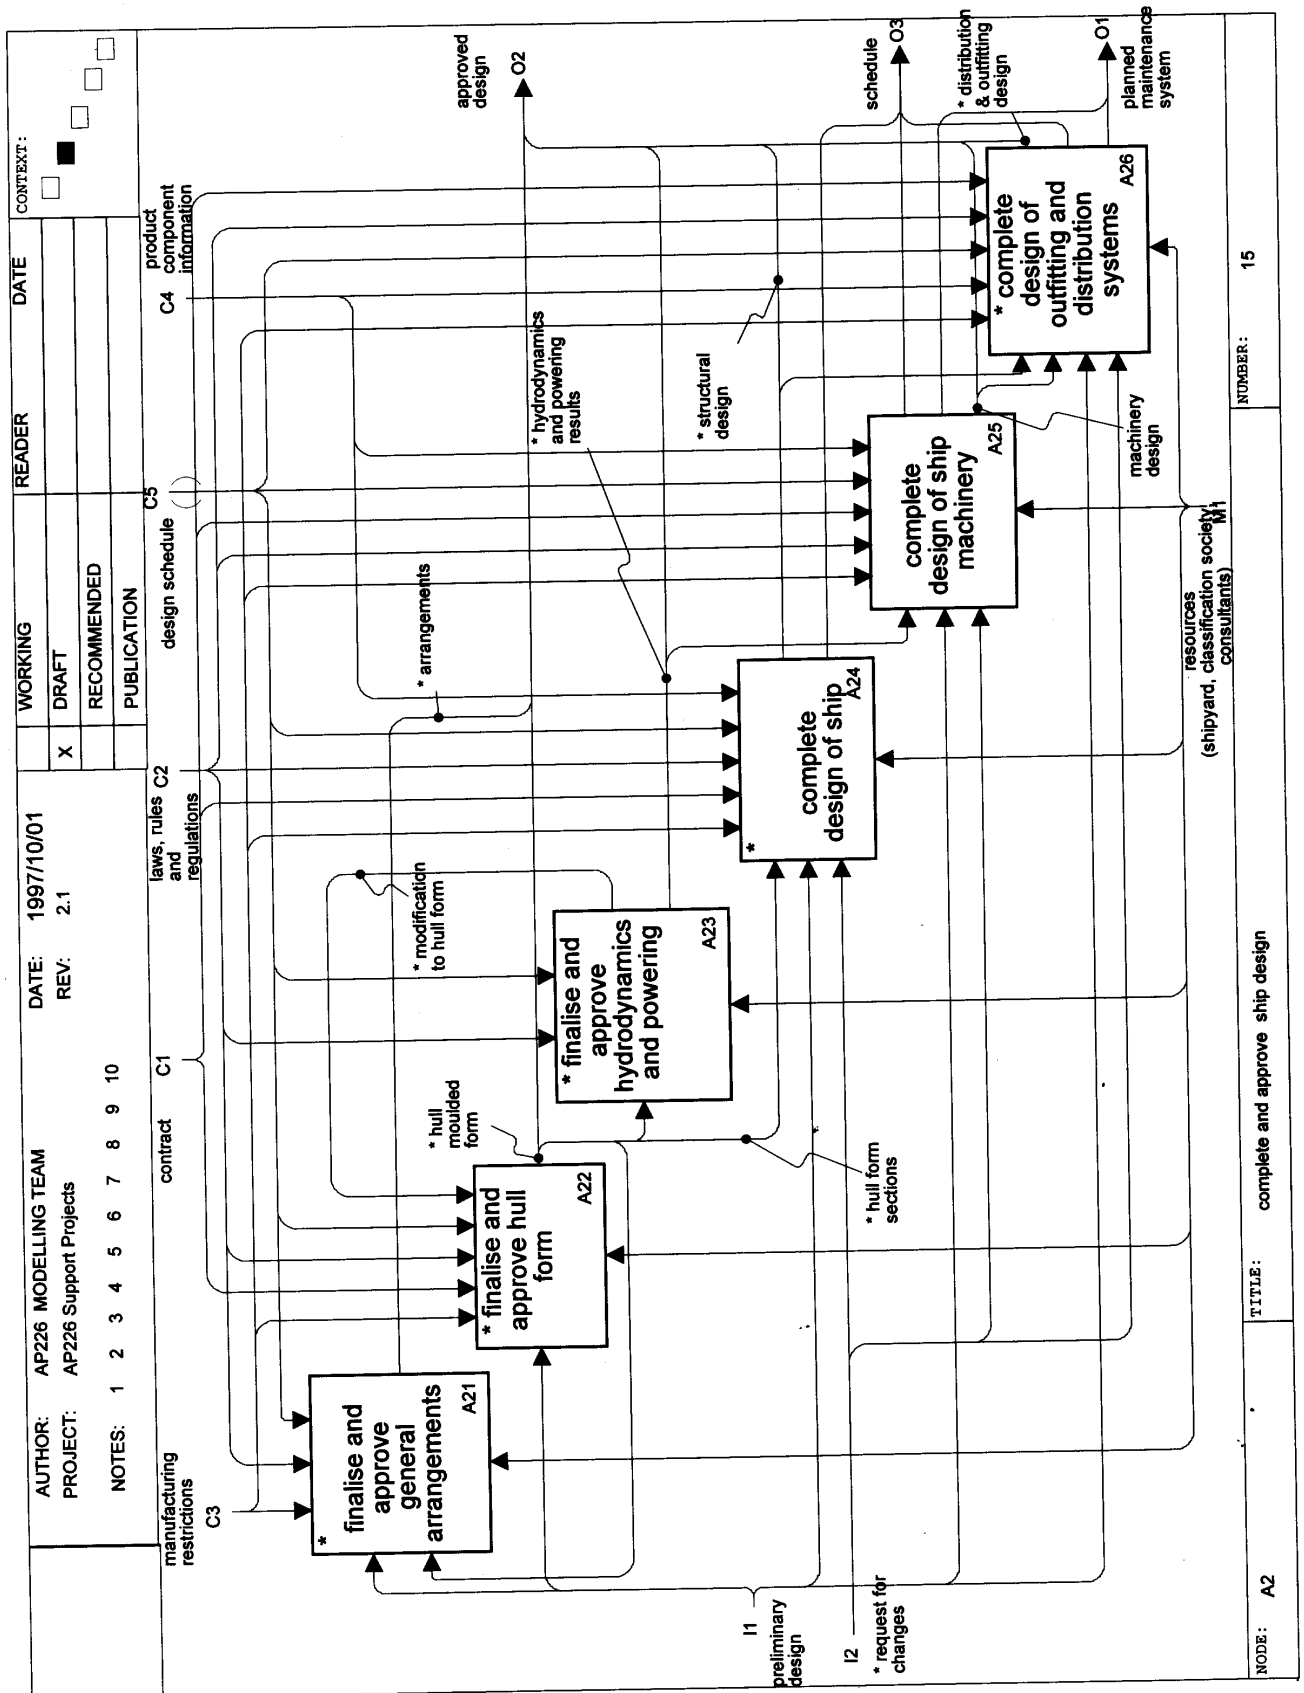 AUTHOR: AP226 MODELLING TEAM
DATE: 1997/10/01
WORKING
READER
DATE
CONTEXT:
PROJECT: AP226 Support Projects
REV: 2.1
X
DRAFT
RECOMMENDED
NOTES: 1 2 3 4 5 6 7 8 9 10
PUBLICATION
manufacturing
restrictions
C3
contract
C1
laws, rules
and
regulations
C2
design schedule
C5
product
component
information
C4
*
finalise and
approve
general
arrangements
A21
* finalise and
approve hull
form
A22
* hull
moulded
form
* modification
to hull form
* arrangements
* finalise and
approve
hydrodynamics
and powering
A23
* hydrodynamics
and powering
results
approved
design
O2
* hull form
sections
*
complete
design of ship
A24
* structural
design
complete
design of ship
machinery
A25
machinery
design
schedule
O3
* distribution
& outfitting
design
* complete
design of
outfitting and
distribution
systems
A26
O1
planned
maintenance
system
I1
preliminary
design
I2
* request for
changes
resources
(shipyard, classification society,
consultants)
M1
NODE: A2
TITLE: complete and approve ship design
NUMBER: 15